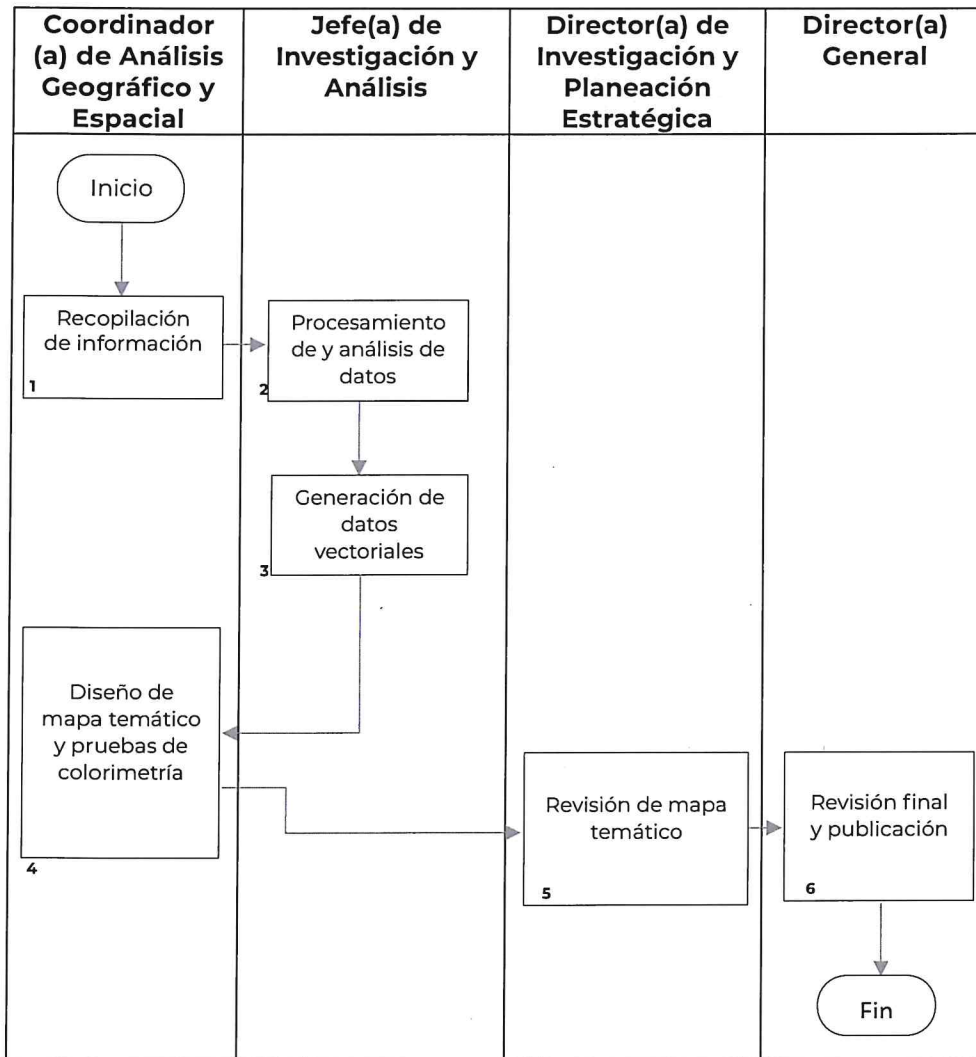 Coordinador
(a) de Análisis
Geográfico y
Espacial
Jefe(a) de
Investigación y
Análisis
Director(a) de
Investigación y
Planeación
Estratégica
Director(a)
General
Inicio
Recopilación
de información
1
Procesamiento
de y análisis de
datos
2
Generación de
datos
vectoriales
3
Diseño de
mapa temático
y pruebas de
colorimetría
4
Revisión de mapa
temático
5
Revisión final
y publicación
6
Fin